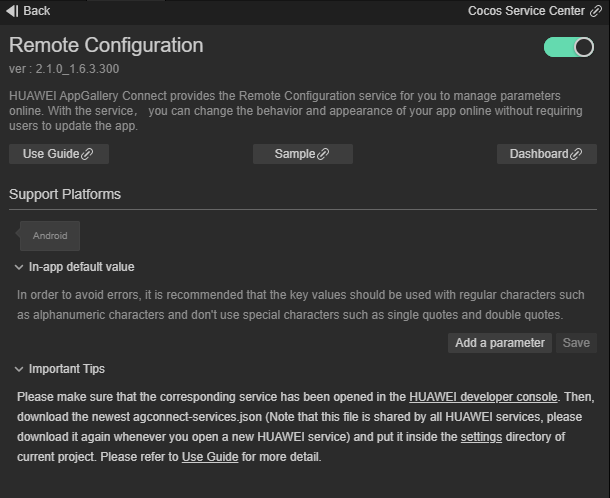 Back
Cocos Service Center
Remote Configuration
ver : 2.1.0_1.6.3.300
HUAWEI AppGallery Connect provides the Remote Configuration service for you to manage parameters
online. With the service， you can change the behavior and appearance of your app online without requiring
users to update the app.
Use Guide
Sample
Dashboard
Support Platforms
Android
In-app default value
In order to avoid errors, it is recommended that the key values should be used with regular characters such
as alphanumeric characters and don't use special characters such as single quotes and double quotes.
Add a parameter
Save
Important Tips
Please make sure that the corresponding service has been opened in the HUAWEI developer console. Then,
download the newest agconnect-services.json (Note that this file is shared by all HUAWEI services, please
download it again whenever you open a new HUAWEI service) and put it inside the settings directory of
current project. Please refer to Use Guide for more detail.